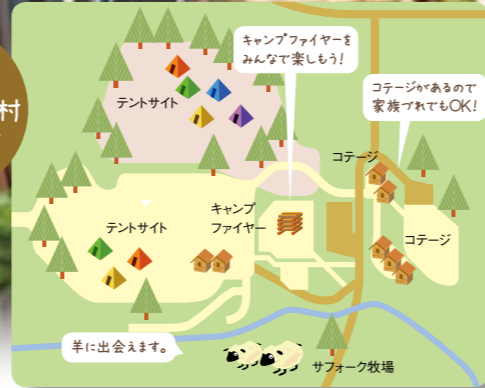 村
キャンプファイヤーを
みんなで楽しもう！
コテージがあるので
家族づれでもOK！
テントサイト
コテージ
キャンプ
ファイヤー
テントサイト
コテージ
羊に出会えます。
サフォーク牧場